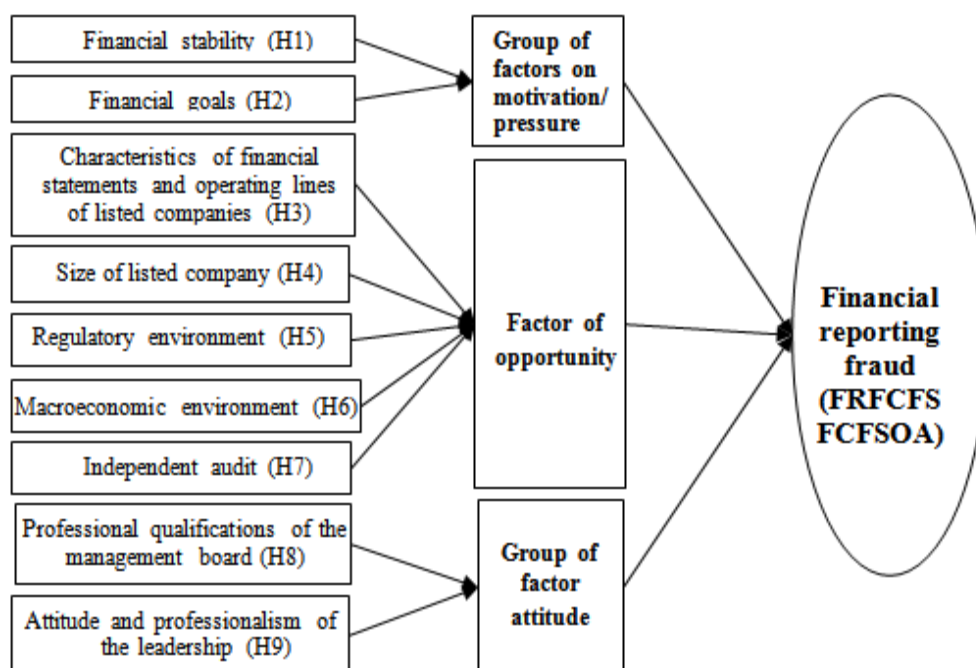 Financial stability (H1)
Financial goals (H2)
Characteristics of financial
statements and operating lines
of listed companies (H3)
Size of listed company (H4)
Regulatory environment (H5)
Macroeconomic environment (H6)
Independent audit (H7)
Professional qualifications of the
management board (H8)
Attitude and professionalism of
the leadership (H9)
Group of
factors on
motivation/
pressure
Factor of
opportunity
Group of
factor
attitude
Financial
reporting
fraud
(FRFCFS
FCFSOA)